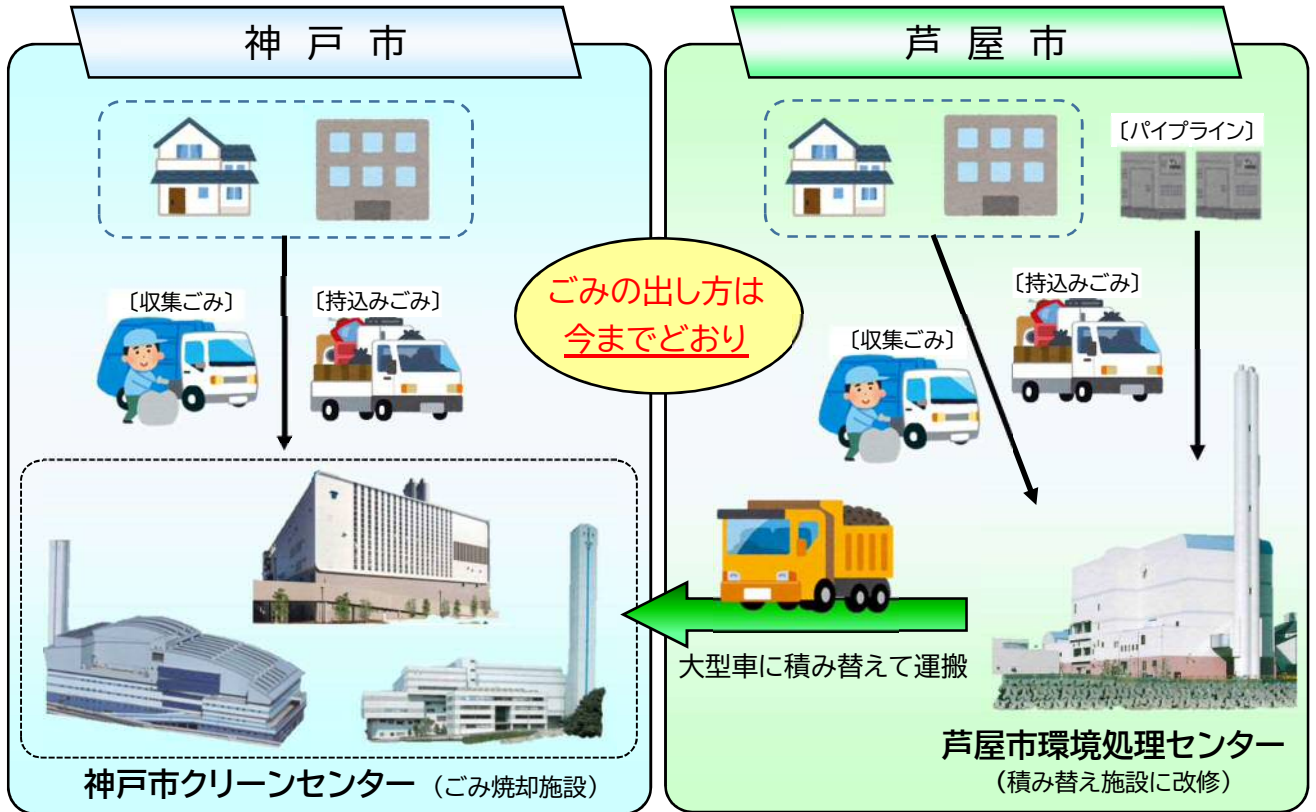 神戸市
芦屋市
〔パイプライン〕
〔収集ごみ〕
〔持込みごみ〕
ごみの出し方は
今までどおり
〔持込みごみ〕
〔収集ごみ〕
大型車に積み替えて運搬
神戸市クリーンセンター（ごみ焼却施設）
芦屋市環境処理センター
（積み替え施設に改修）